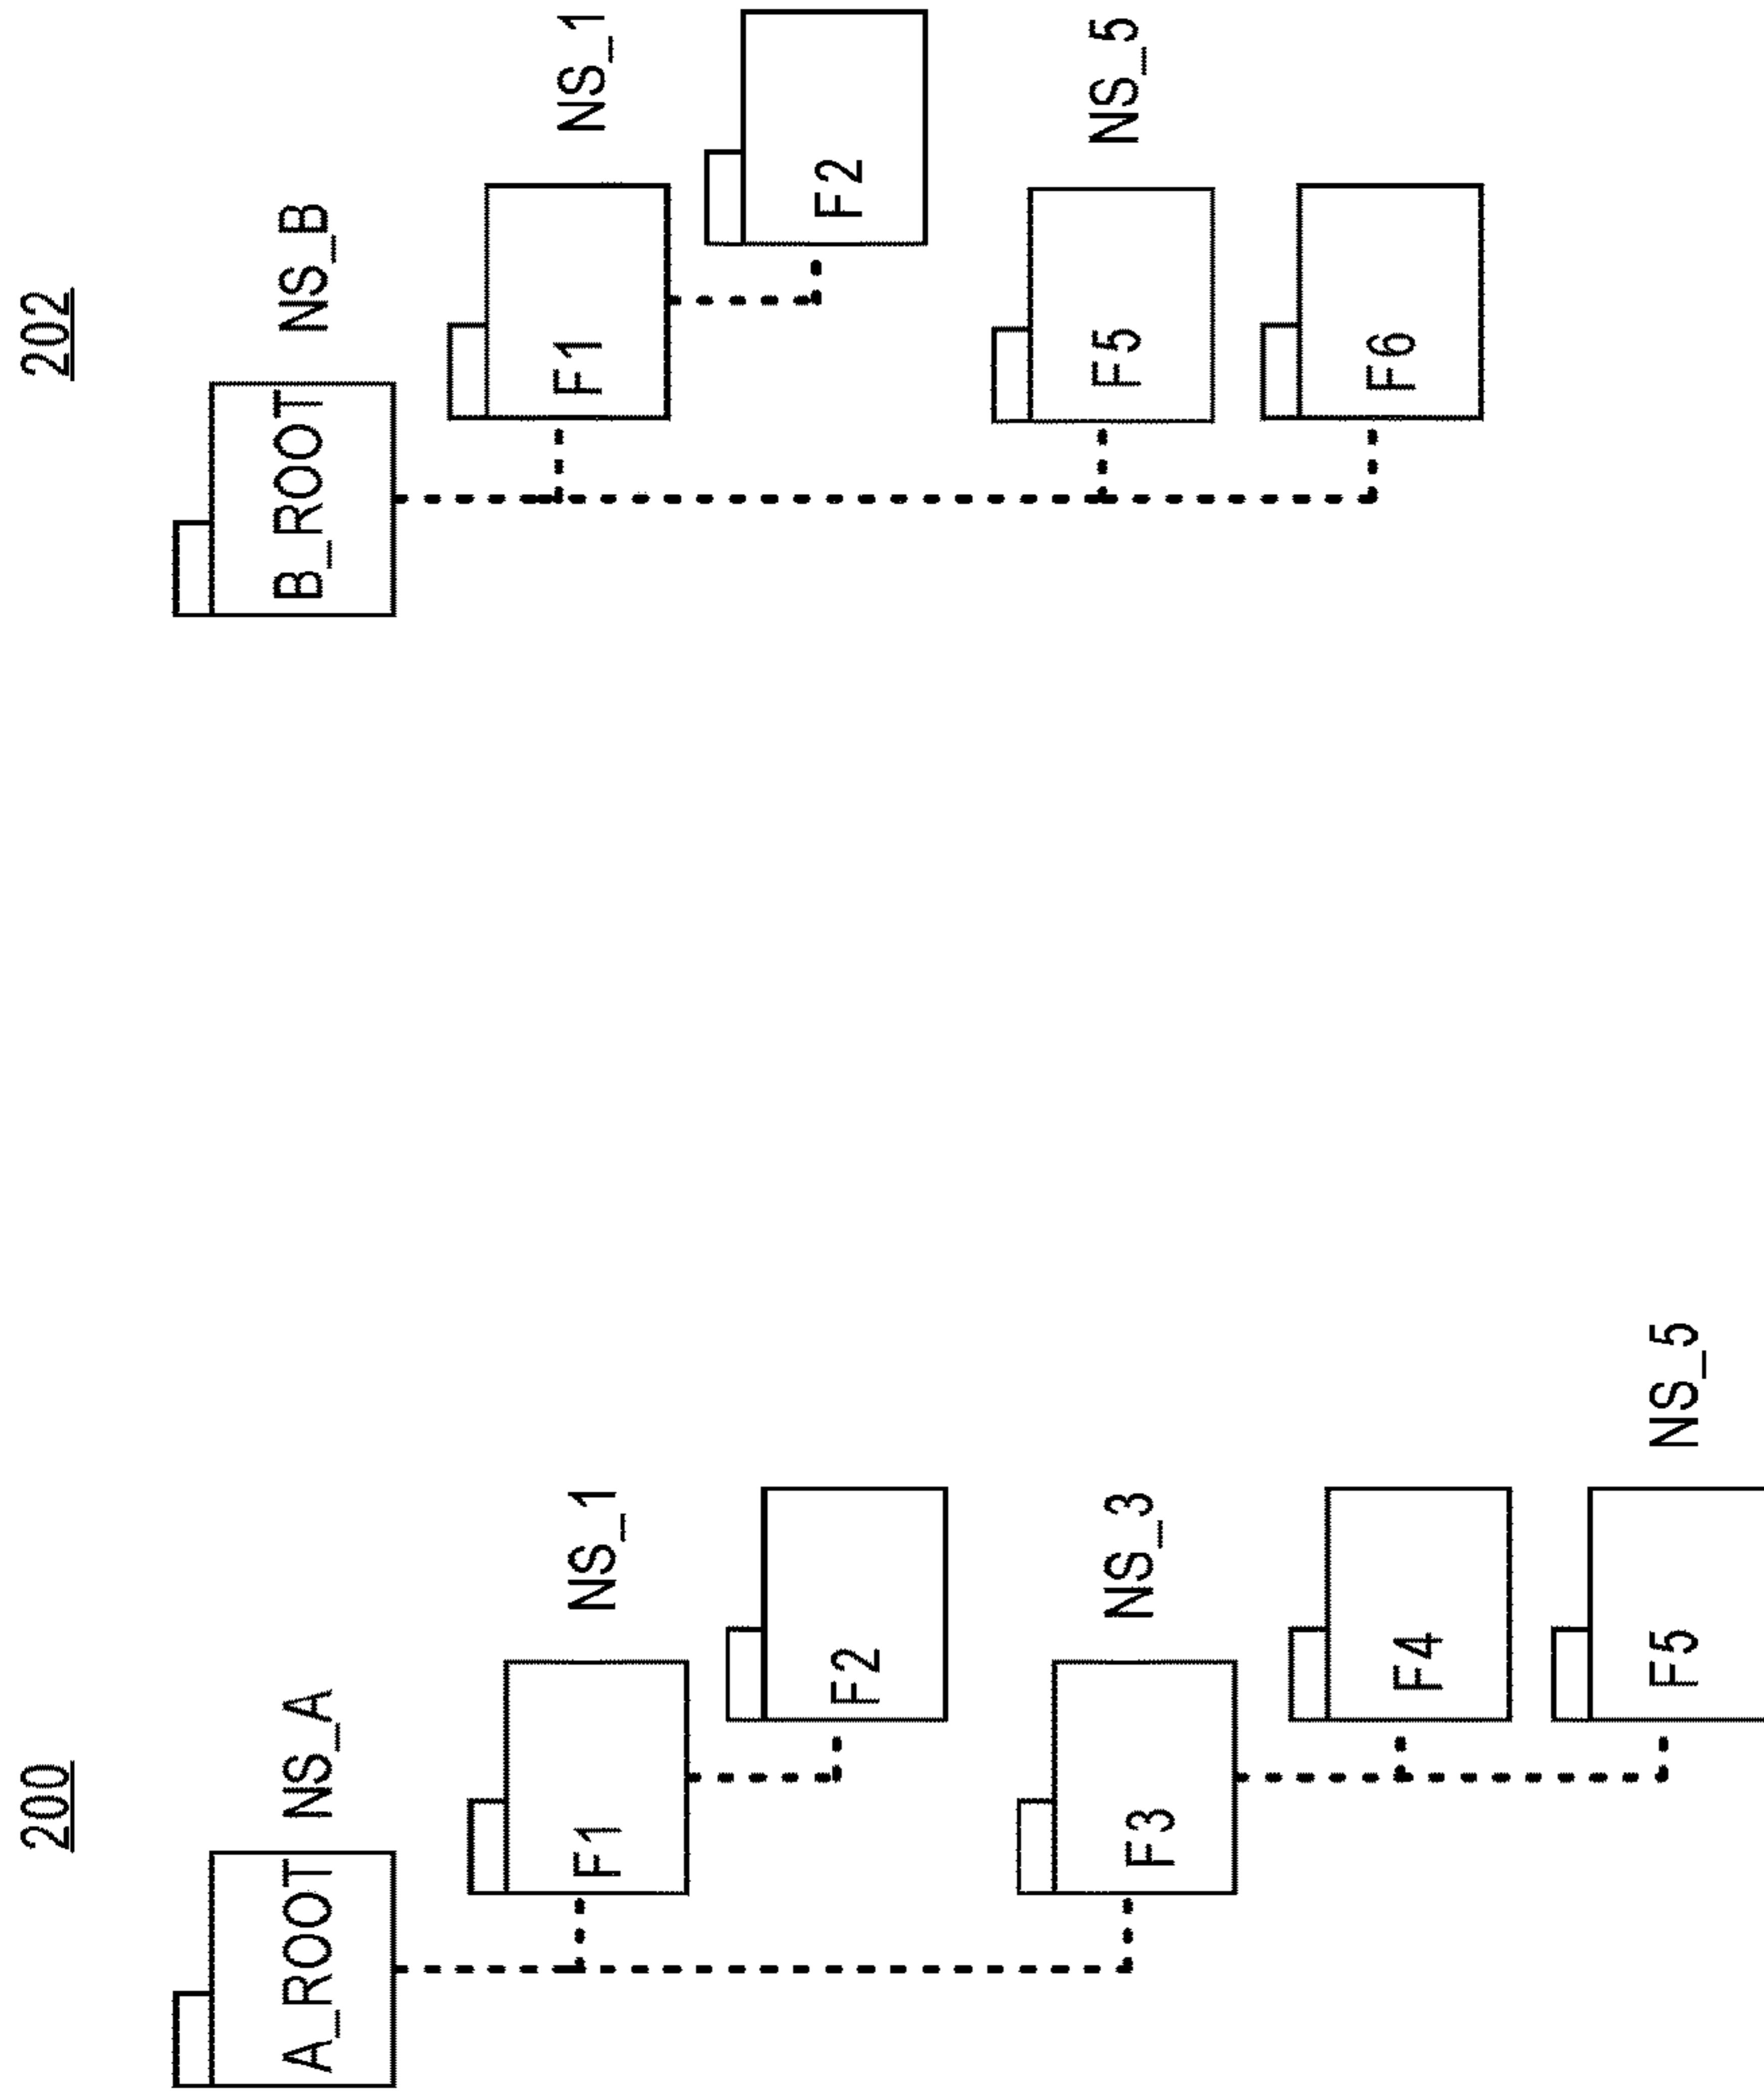 200
A_ROOT NS_A
F1 NS_1
F2
F3 NS_3
F4
F5 NS_5
202
B_ROOT NS_B
F1 NS_1
F2
F5 NS_5
F6